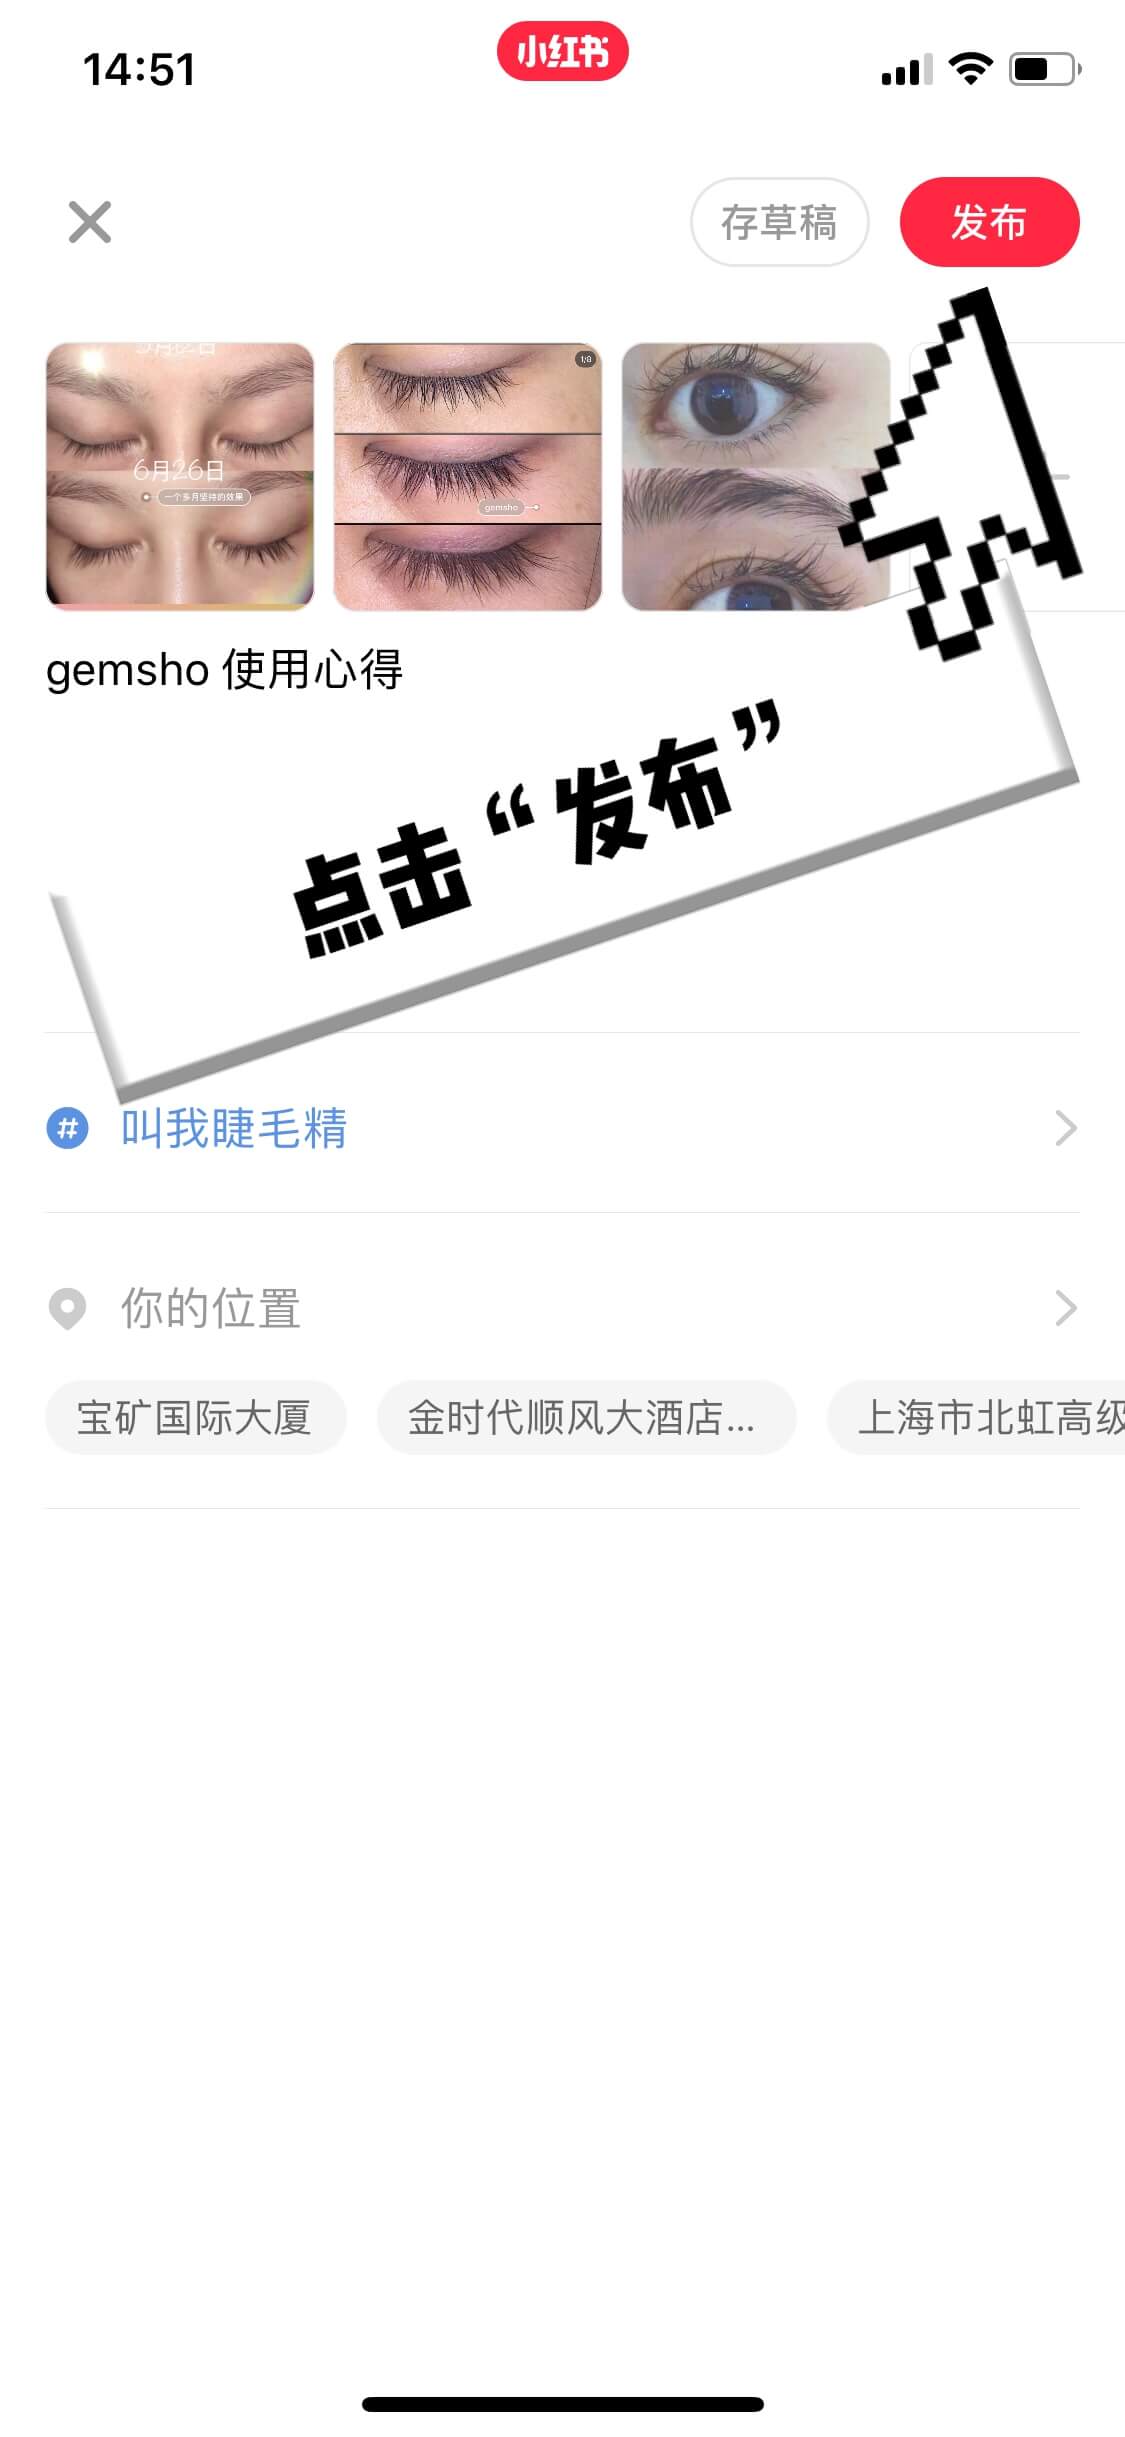 14:51
小红书
存草稿
发布
6月26日
一个多月坚持的效果
1/8
gemsho
gemsho 使用心得
点击“发布”
# 叫我睫毛精
你的位置
宝矿国际大厦
金时代顺风大酒店...
上海市北虹高级